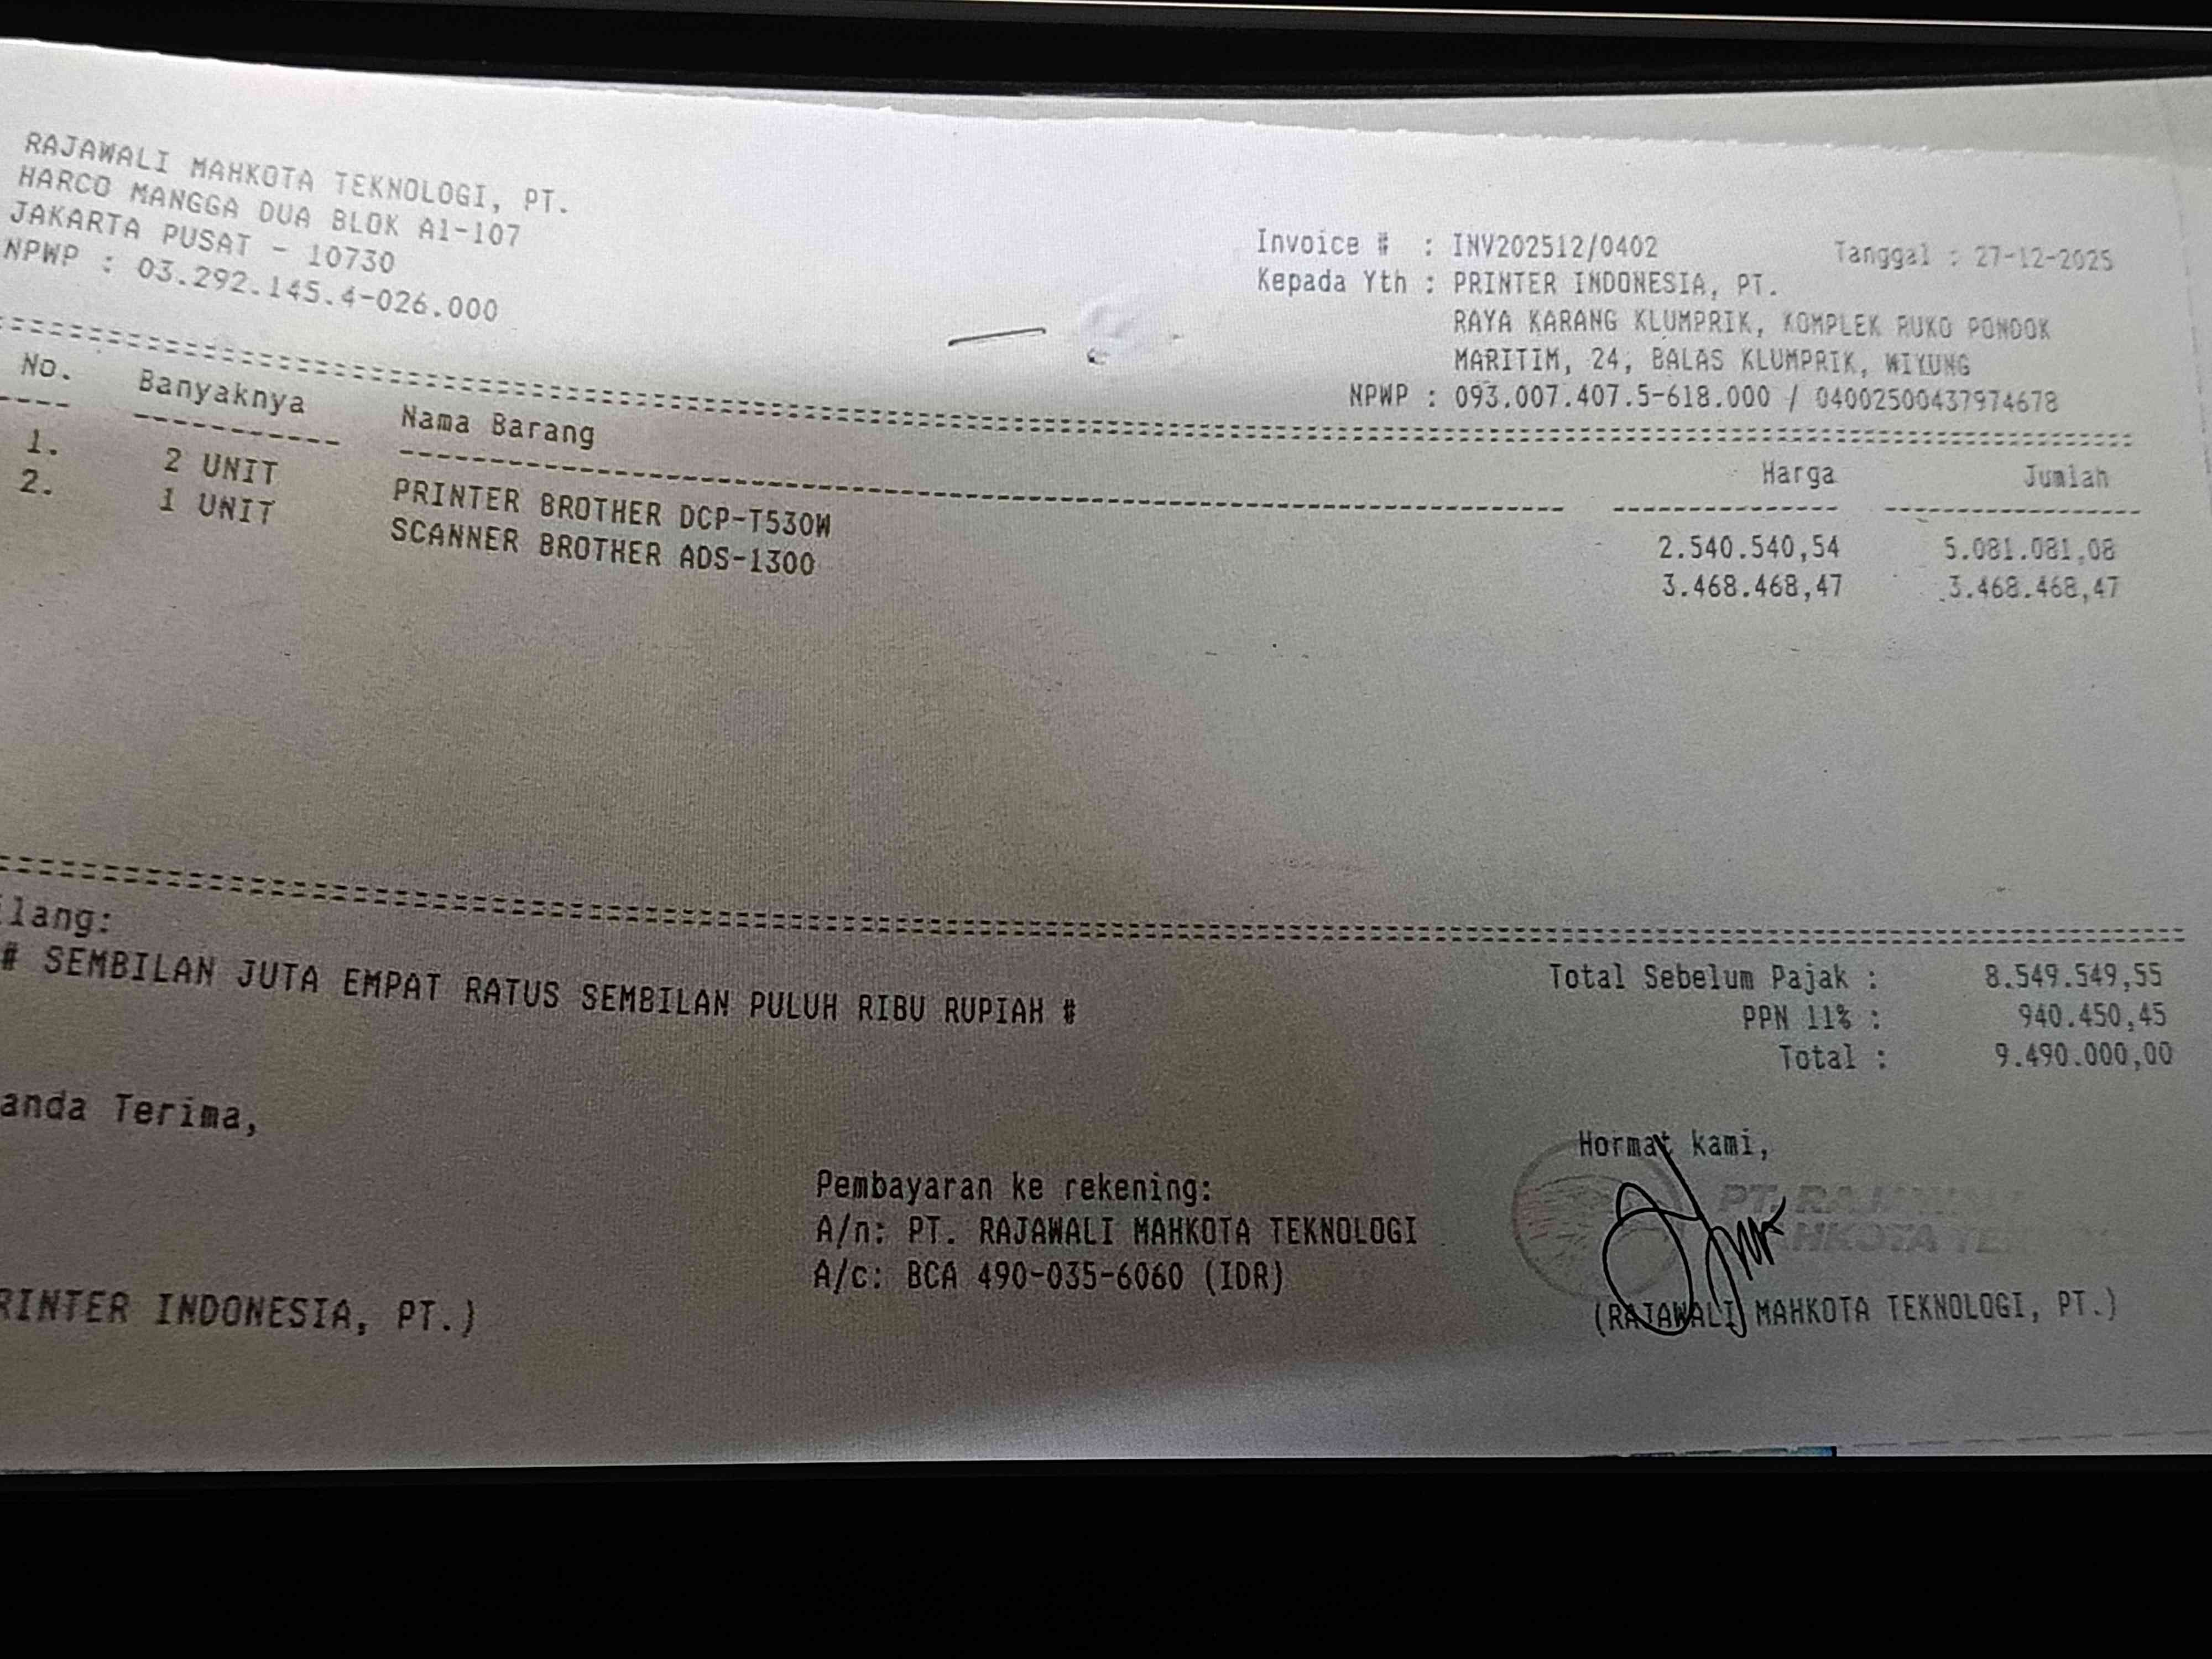 RAJAWALI MAHKOTA TEKNOLOGI, PT.
HARCO MANGGA DUA BLOK A1-107
JAKARTA PUSAT - 10730
NPWP : 03.292.145.4-026.000
Invoice # : INV202512/0402 Tanggal : 27-12-2025
Kepada Yth : PRINTER INDONESIA, PT.
RAYA KARANG KLUMPRIK, KOMPLEK RUKO PONDOK
MARITIM, 24, BALAS KLUMPRIK, WIYUNG
NPWP : 093.007.407.5-618.000 / 04002500437974678
No. Banyaknya Nama Barang Harga Jumlah
1. 2 UNIT PRINTER BROTHER DCP-T530W 2.540.540,54 5.081.081,08
2. 1 UNIT SCANNER BROTHER ADS-1300 3.468.468,47 3.468.468,47
ilang:
# SEMBILAN JUTA EMPAT RATUS SEMBILAN PULUH RIBU RUPIAH #
Total Sebelum Pajak : 8.549.549,55
PPN 11% : 940.450,45
Total : 9.490.000,00
anda Terima,
RINTER INDONESIA, PT.)
Pembayaran ke rekening:
A/n: PT. RAJAWALI MAHKOTA TEKNOLOGI
A/c: BCA 490-035-6060 (IDR)
Hormat kami,
PT. RAJAWALI
MAHKOTA
(RAJAWALI MAHKOTA TEKNOLOGI, PT.)